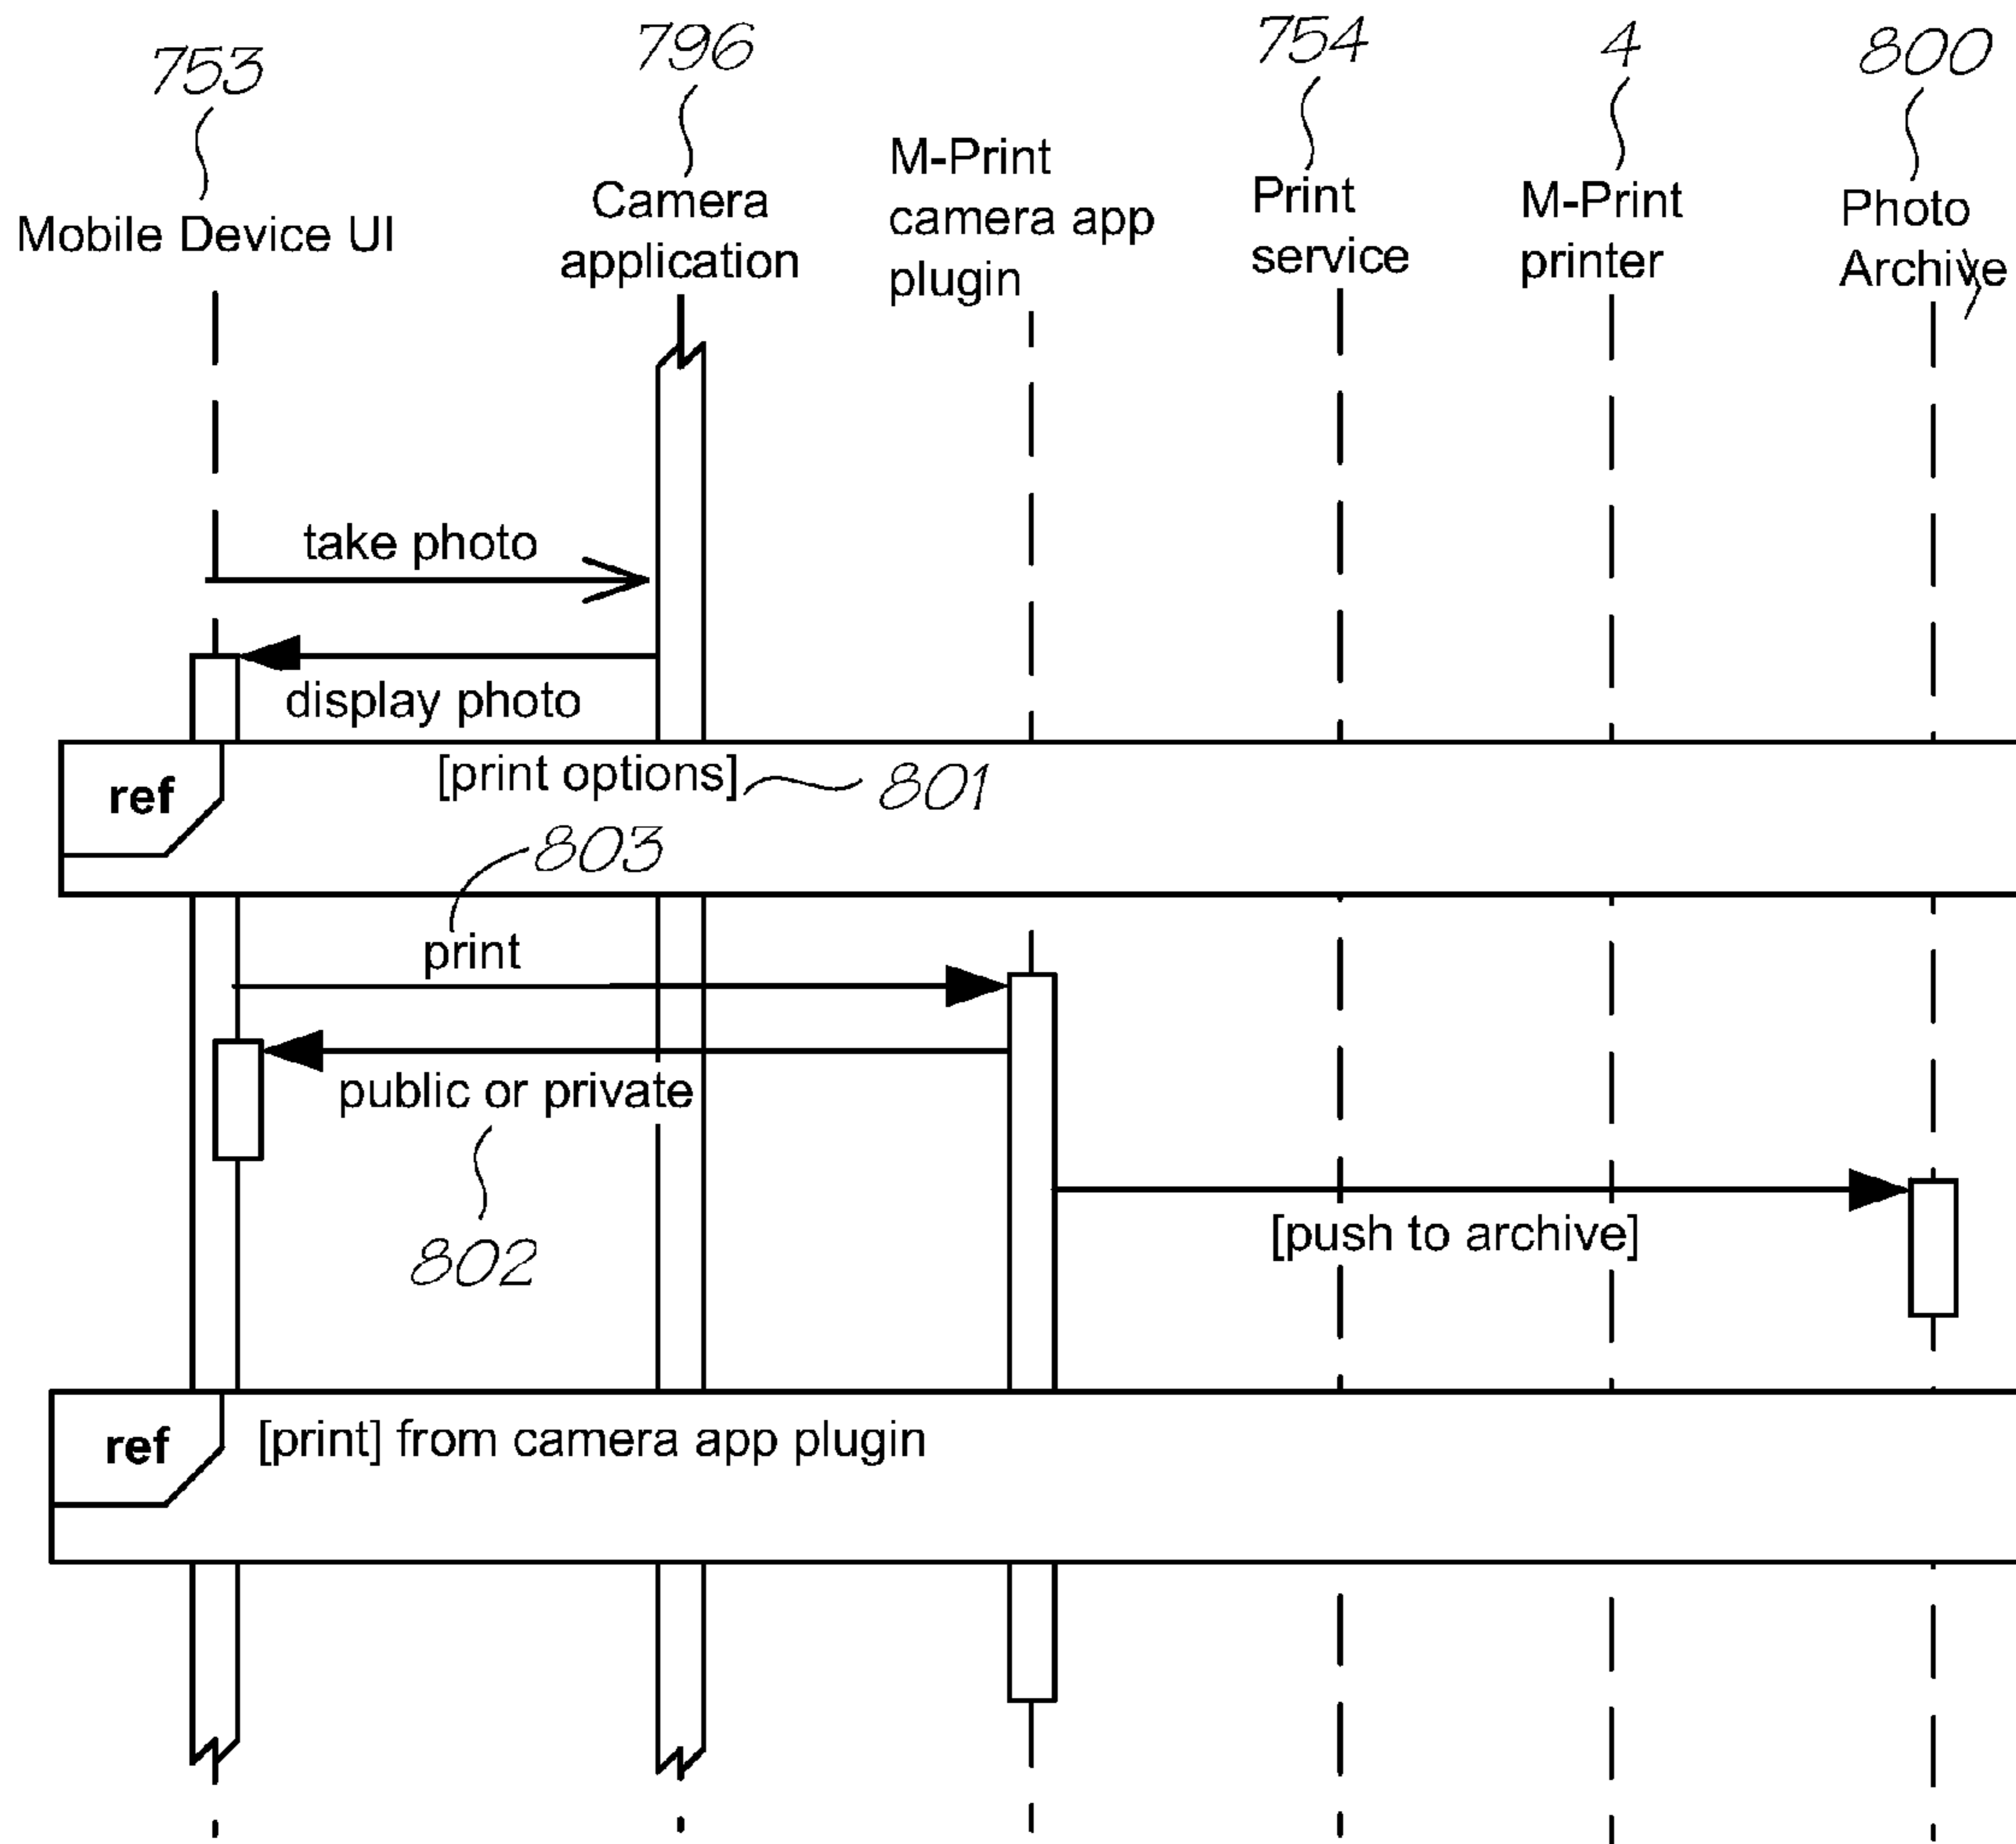 753
796
754
4
800
Mobile Device UI
Camera
application
M-Print
camera app
plugin
Print
service
M-Print
printer
Photo
Archive
take photo
display photo
ref
[print options]
801
803
print
public or private
802
[push to archive]
ref
[print] from camera app plugin